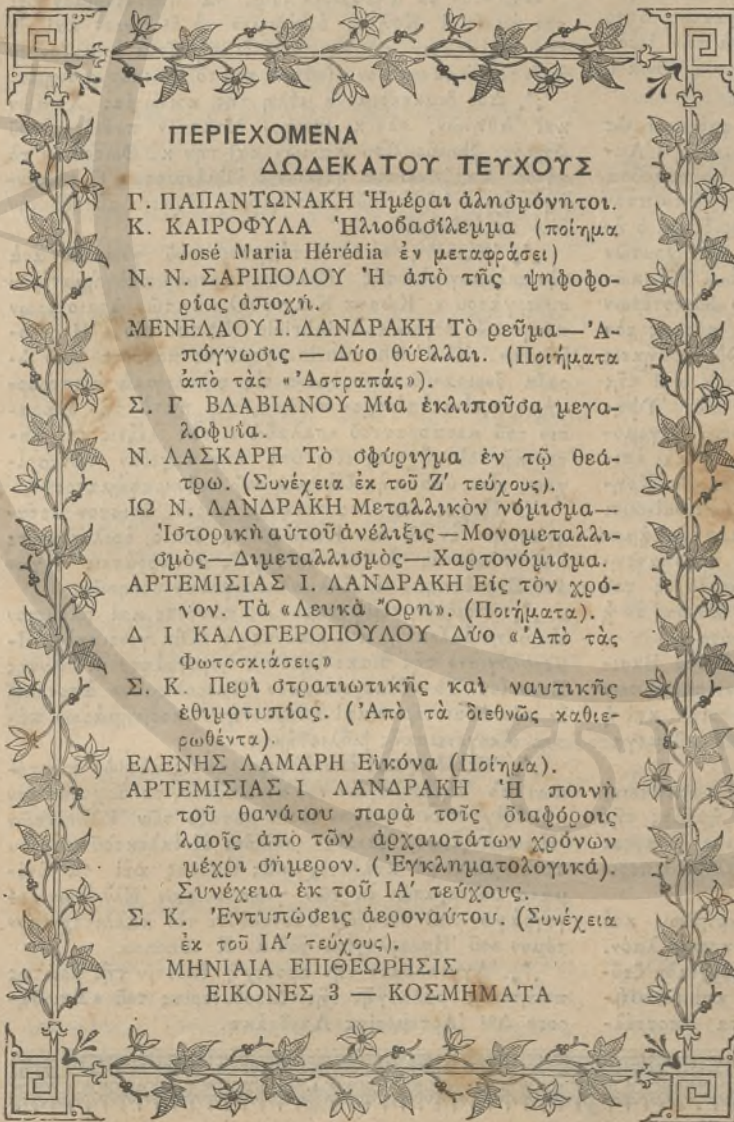 ΠΕΡΙΕΧΟΜΕΝΑ
ΔΩΔΕΚΑΤΟΥ ΤΕΥΧΟΥΣ
Γ. ΠΑΠΑΝΤΩΝΑΚΗ Ἡμέραι ἀλησμόνητοι.
Κ. ΚΑΙΡΟΦΥΛΑ Ἡλιοβασίλεμμα (ποίημα
José Maria Hérédia ἐν μεταφράσει)
Ν. Ν. ΣΑΡΙΠΟΛΟΥ Ἡ ἀπὸ τῆς ψηφοφο-
ρίας ἀποχή.
ΜΕΝΕΛΑΟΥ Ι. ΛΑΝΔΡΑΚΗ Τὸ ρεῦμα—Ἀ-
πόγνωσις — Δύο θύελλαι. (Ποιήματα
ἀπὸ τὰς «Ἀστραπάς»).
Σ. Γ ΒΛΑΒΙΑΝΟΥ Μία ἐκλιποῦσα μεγα-
λοφυία.
Ν. ΛΑΣΚΑΡΗ Τὸ σφύριγμα ἐν τῷ θεά-
τρω. (Συνέχεια ἐκ τοῦ Ζ′ τεύχους).
ΙΩ Ν. ΛΑΝΔΡΑΚΗ Μεταλλικὸν νόμισμα—
Ἱστορικὴ αὐτοῦ ἀνέλιξις—Μονομεταλλι-
σμὸς—Διμεταλλισμὸς—Χαρτονόμισμα.
ΑΡΤΕΜΙΣΙΑΣ Ι. ΛΑΝΔΡΑΚΗ Εἰς τὸν χρό-
νον. Τὰ «Λευκὰ Ὄρη». (Ποιήματα).
Δ Ι ΚΑΛΟΓΕΡΟΠΟΥΛΟΥ Δύο «Ἀπὸ τὰς
Φωτοσκιάσεις»
Σ. Κ. Περὶ στρατιωτικῆς καὶ ναυτικῆς
ἐθιμοτυπίας. (Ἀπὸ τὰ διεθνῶς καθιε-
ρωθέντα).
ΕΛΕΝΗΣ ΛΑΜΑΡΗ Εἰκόνα (Ποίημα).
ΑΡΤΕΜΙΣΙΑΣ Ι ΛΑΝΔΡΑΚΗ Ἡ ποινὴ
τοῦ θανάτου παρὰ τοῖς διαφόροις
λαοῖς ἀπὸ τῶν ἀρχαιοτάτων χρόνων
μέχρι σήμερον. (Ἐγκληματολογικά).
Συνέχεια ἐκ τοῦ ΙΑ′ τεύχους.
Σ. Κ. Ἐντυπώσεις ἀεροναύτου. (Συνέχεια
ἐκ τοῦ ΙΑ′ τεύχους).
ΜΗΝΙΑΙΑ ΕΠΙΘΕΩΡΗΣΙΣ
ΕΙΚΟΝΕΣ 3 — ΚΟΣΜΗΜΑΤΑ